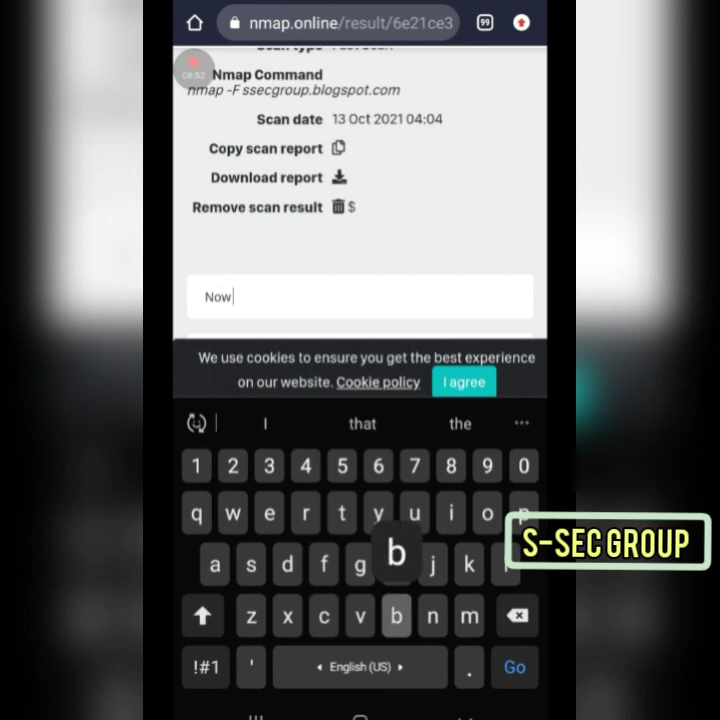 nmap.online/result/6e21ce3
99
08:52
Nmap Command
nmap -F ssecgroup.blogspot.com
Scan date 13 Oct 2021 04:04
Copy scan report
Download report
Remove scan result $
Now
We use cookies to ensure you get the best experience
on our website. Cookie policy I agree
I that the ...
1 2 3 4 5 6 7 8 9 0
q w e r t y u i o p
S-SEC GROUP
a s d f g b j k l
z x c v b n m
!#1 ' English (US) . Go